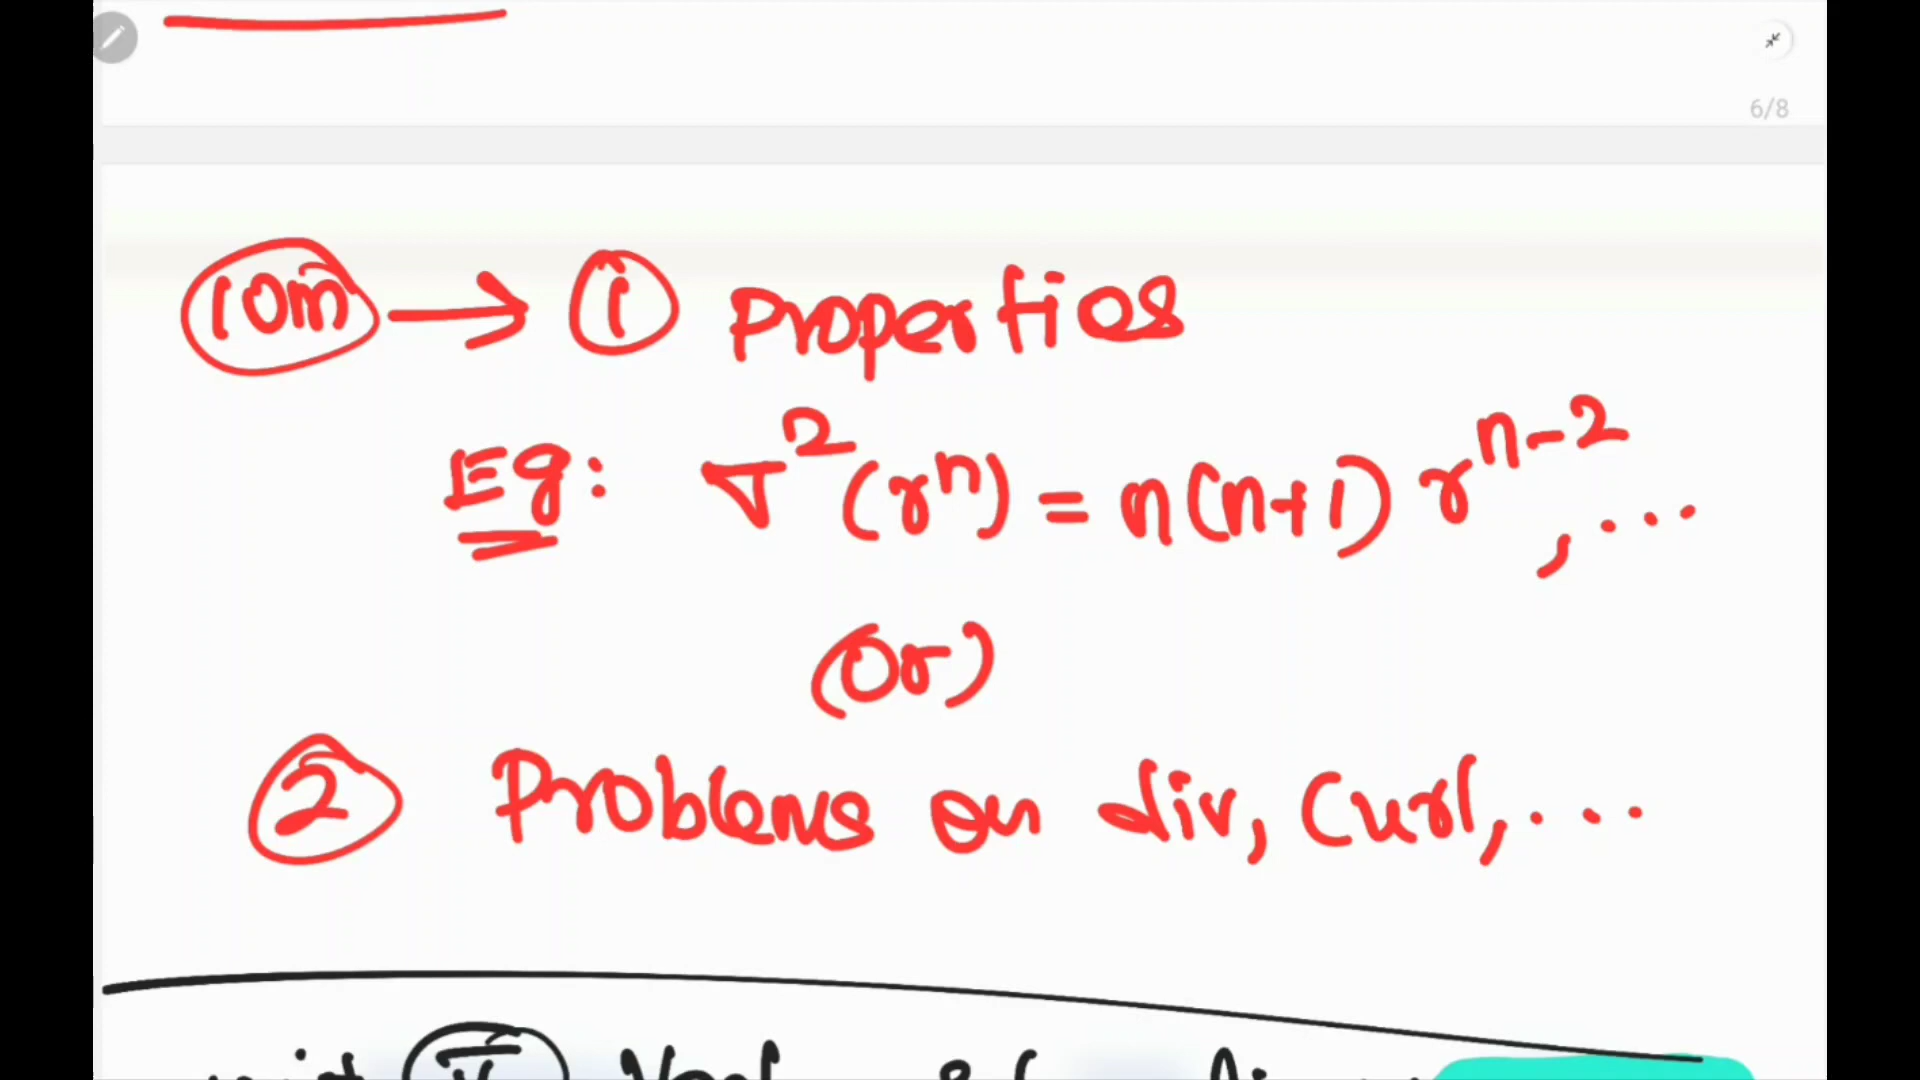 6/8
10m → ① Properties
Eg: ∇²(rⁿ) = n(n+1) rⁿ⁻² , ...
(Or)
② Problems on div, Curl, ...